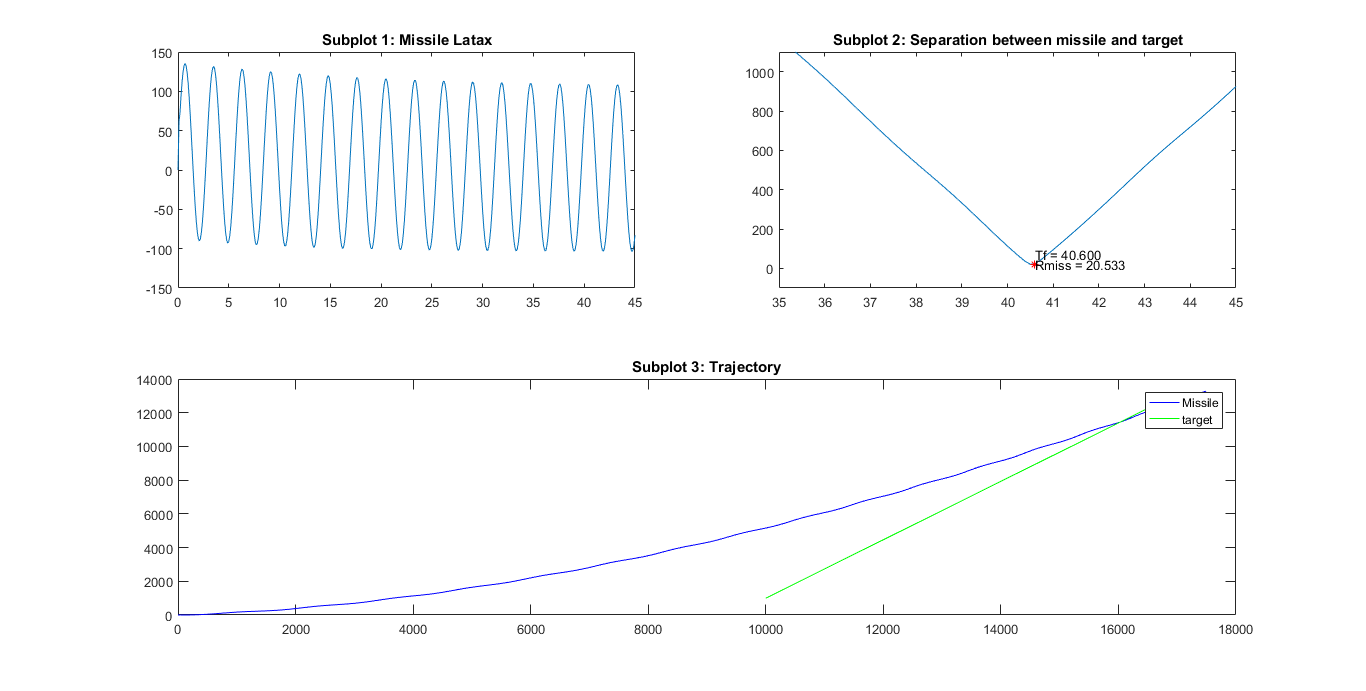 Subplot 1: Missile Latax
150
100
50
0
-50
-100
-150
0 5 10 15 20 25 30 35 40 45
Subplot 2: Separation between missile and target
1000
800
600
400
200
0
Tf = 40.600
Rmiss = 20.533
35 36 37 38 39 40 41 42 43 44 45
Subplot 3: Trajectory
14000
12000
10000
8000
6000
4000
2000
0
Missile
target
0 2000 4000 6000 8000 10000 12000 14000 16000 18000